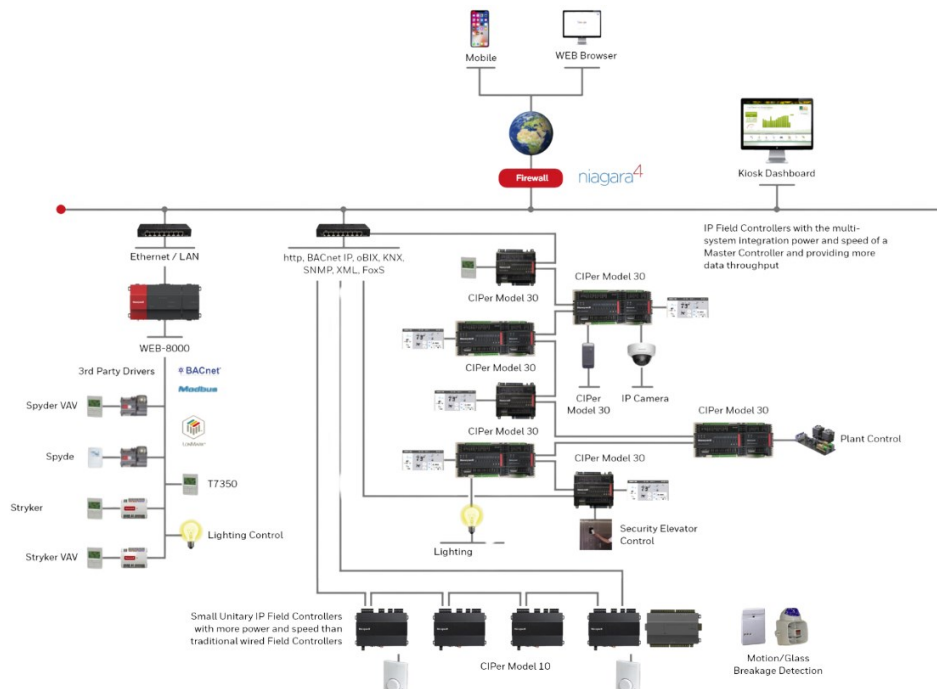 Mobile
WEB Browser
Firewall
niagara4
Kiosk Dashboard
Ethernet / LAN
http, BACnet IP, oBIX, KNX,
SNMP, XML, FoxS
IP Field Controllers with the multi-
system integration power and speed of a
Master Controller and providing more
data throughput
CIPer Model 30
CIPer Model 30
WEB-8000
CIPer Model 30
3rd Party Drivers
BACnet
Modbus
CIPer
Model 30
IP Camera
Spyder VAV
CIPer Model 30
CIPer Model 30
Plant Control
LonMark
Spyde
CIPer Model 30
T7350
Stryker
Lighting Control
Security Elevator
Control
Lighting
Stryker VAV
Small Unitary IP Field Controllers
with more power and speed than
traditional wired Field Controllers
CIPer Model 10
Motion/Glass
Breakage Detection